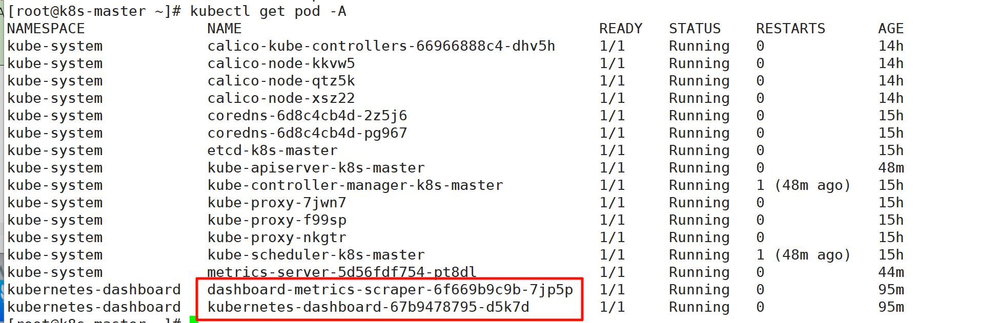 [root@k8s-master ~]# kubectl get pod -A
NAMESPACE NAME READY STATUS RESTARTS AGE
kube-system calico-kube-controllers-66966888c4-dhv5h 1/1 Running 0 14h
kube-system calico-node-kkvw5 1/1 Running 0 14h
kube-system calico-node-qtz5k 1/1 Running 0 14h
kube-system calico-node-xsz22 1/1 Running 0 14h
kube-system coredns-6d8c4cb4d-2z5j6 1/1 Running 0 15h
kube-system coredns-6d8c4cb4d-pg967 1/1 Running 0 15h
kube-system etcd-k8s-master 1/1 Running 0 15h
kube-system kube-apiserver-k8s-master 1/1 Running 0 48m
kube-system kube-controller-manager-k8s-master 1/1 Running 1 (48m ago) 15h
kube-system kube-proxy-7jwn7 1/1 Running 0 15h
kube-system kube-proxy-f99sp 1/1 Running 0 15h
kube-system kube-proxy-nkgtr 1/1 Running 0 15h
kube-system kube-scheduler-k8s-master 1/1 Running 1 (48m ago) 15h
kube-system metrics-server-5d56fdf754-pt8dl 1/1 Running 0 44m
kubernetes-dashboard dashboard-metrics-scraper-6f669b9c9b-7jp5p 1/1 Running 0 95m
kubernetes-dashboard kubernetes-dashboard-67b9478795-d5k7d 1/1 Running 0 95m
[root@k8s-master ~]#